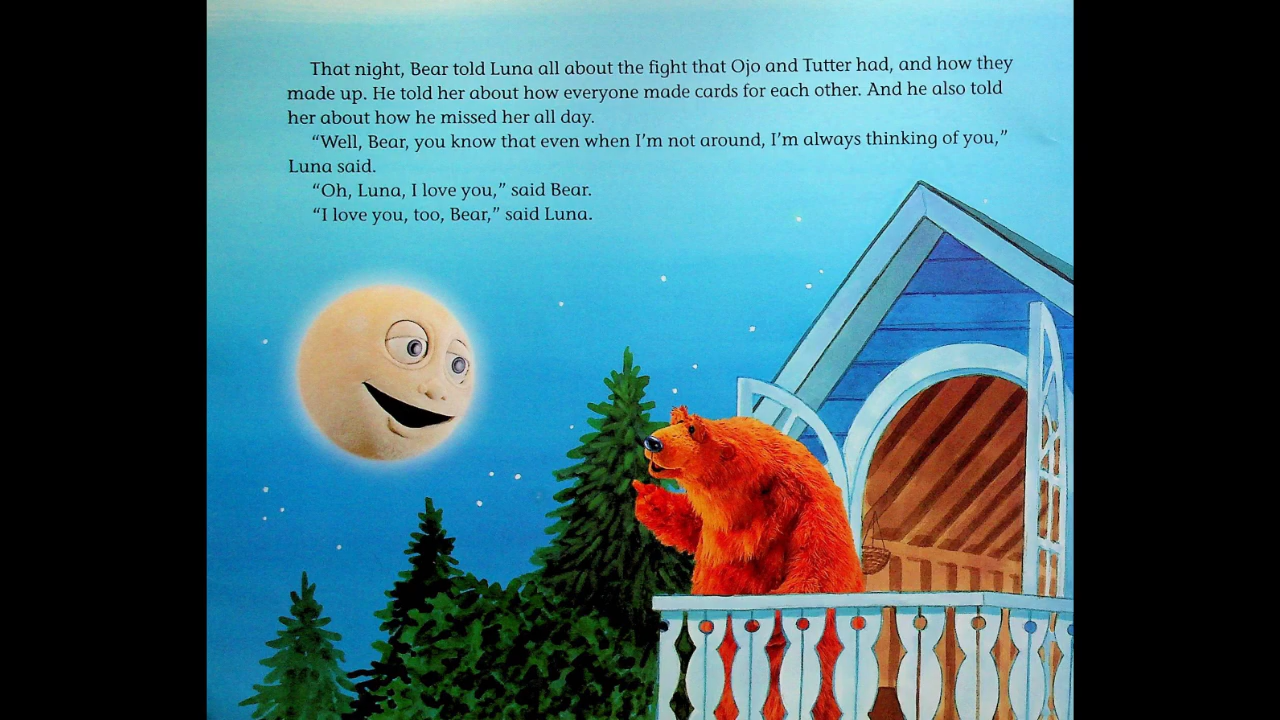 That night, Bear told Luna all about the fight that Ojo and Tutter had, and how they
made up. He told her about how everyone made cards for each other. And he also told
her about how he missed her all day.
“Well, Bear, you know that even when I’m not around, I’m always thinking of you,”
Luna said.
“Oh, Luna, I love you,” said Bear.
“I love you, too, Bear,” said Luna.